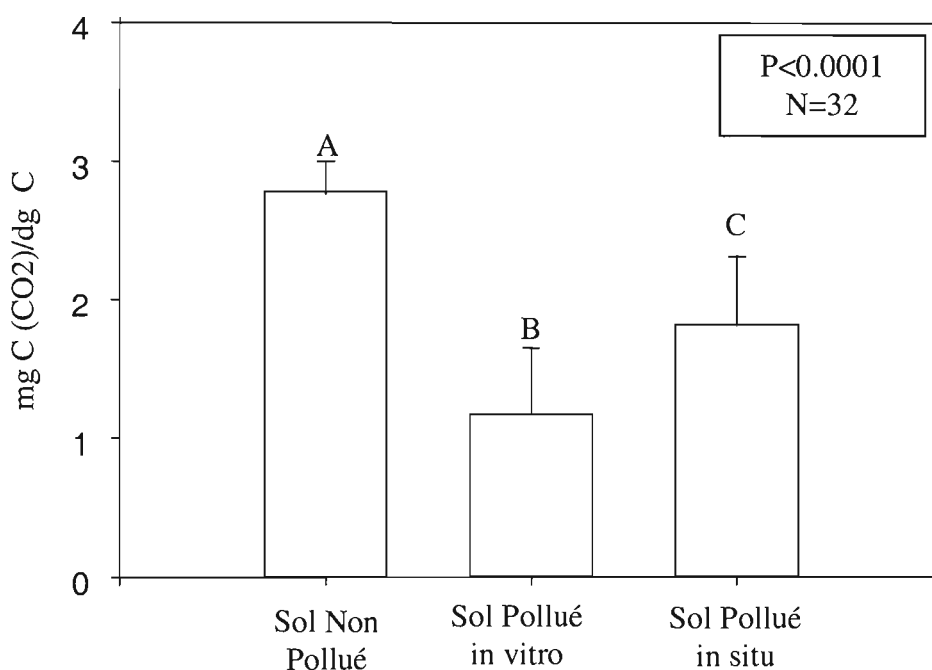 mg C (CO2)/dg C
4
3
2
1
0
P<0.0001
N=32
A
B
C
Sol Non
Pollué
Sol Pollué
in vitro
Sol Pollué
in situ